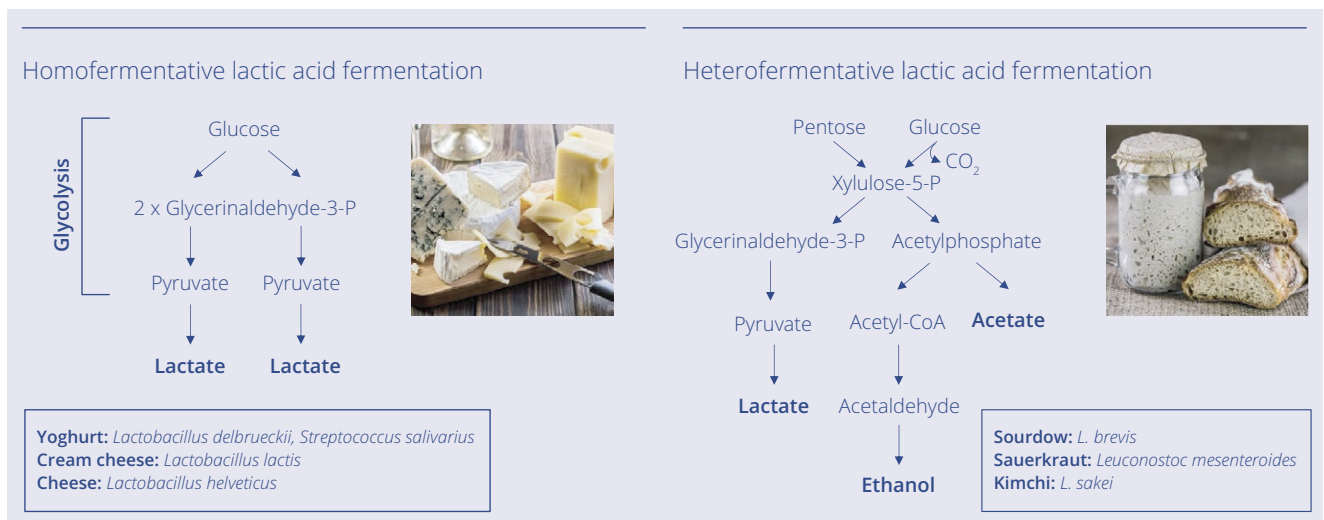 Homofermentative lactic acid fermentation
Glycolysis
Glucose
2 x Glycerinaldehyde-3-P
Pyruvate Pyruvate
Lactate Lactate
Yoghurt: Lactobacillus delbrueckii, Streptococcus salivarius
Cream cheese: Lactobacillus lactis
Cheese: Lactobacillus helveticus
Heterofermentative lactic acid fermentation
Pentose Glucose
CO2
Xylulose-5-P
Glycerinaldehyde-3-P Acetylphosphate
Pyruvate Acetyl-CoA Acetate
Lactate Acetaldehyde
Ethanol
Sourdow: L. brevis
Sauerkraut: Leuconostoc mesenteroides
Kimchi: L. sakei